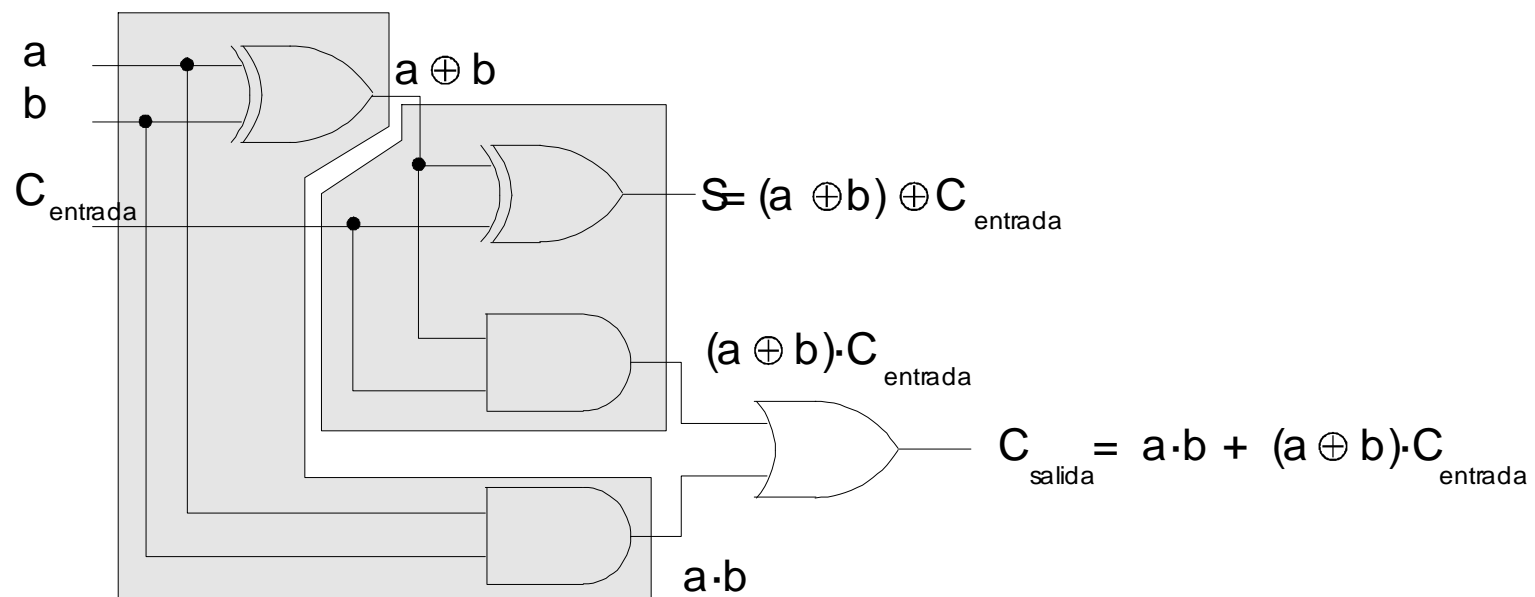 a
b
a ⊕ b
C entrada
S= (a ⊕b) ⊕C entrada
(a ⊕ b)·C entrada
C salida = a·b + (a ⊕ b)·C entrada
a·b